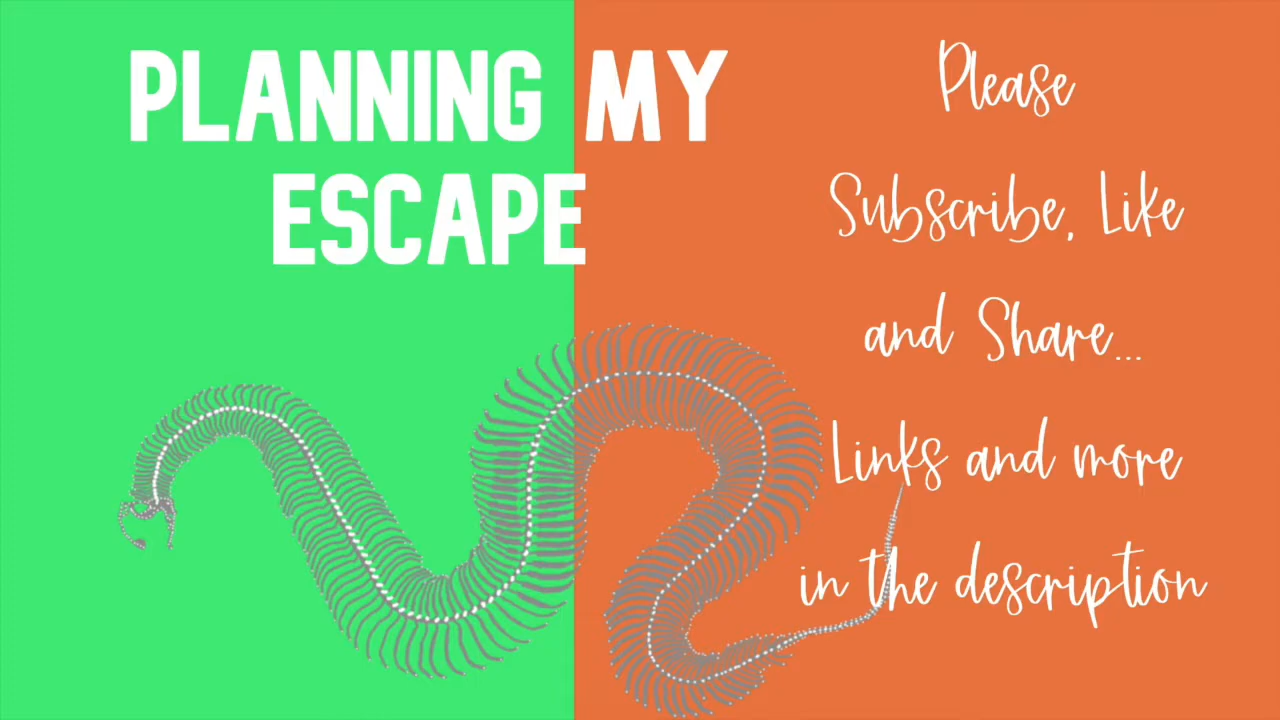 PLANNING MY
ESCAPE
Please
Subscribe, Like
and Share...
Links and more
in the description